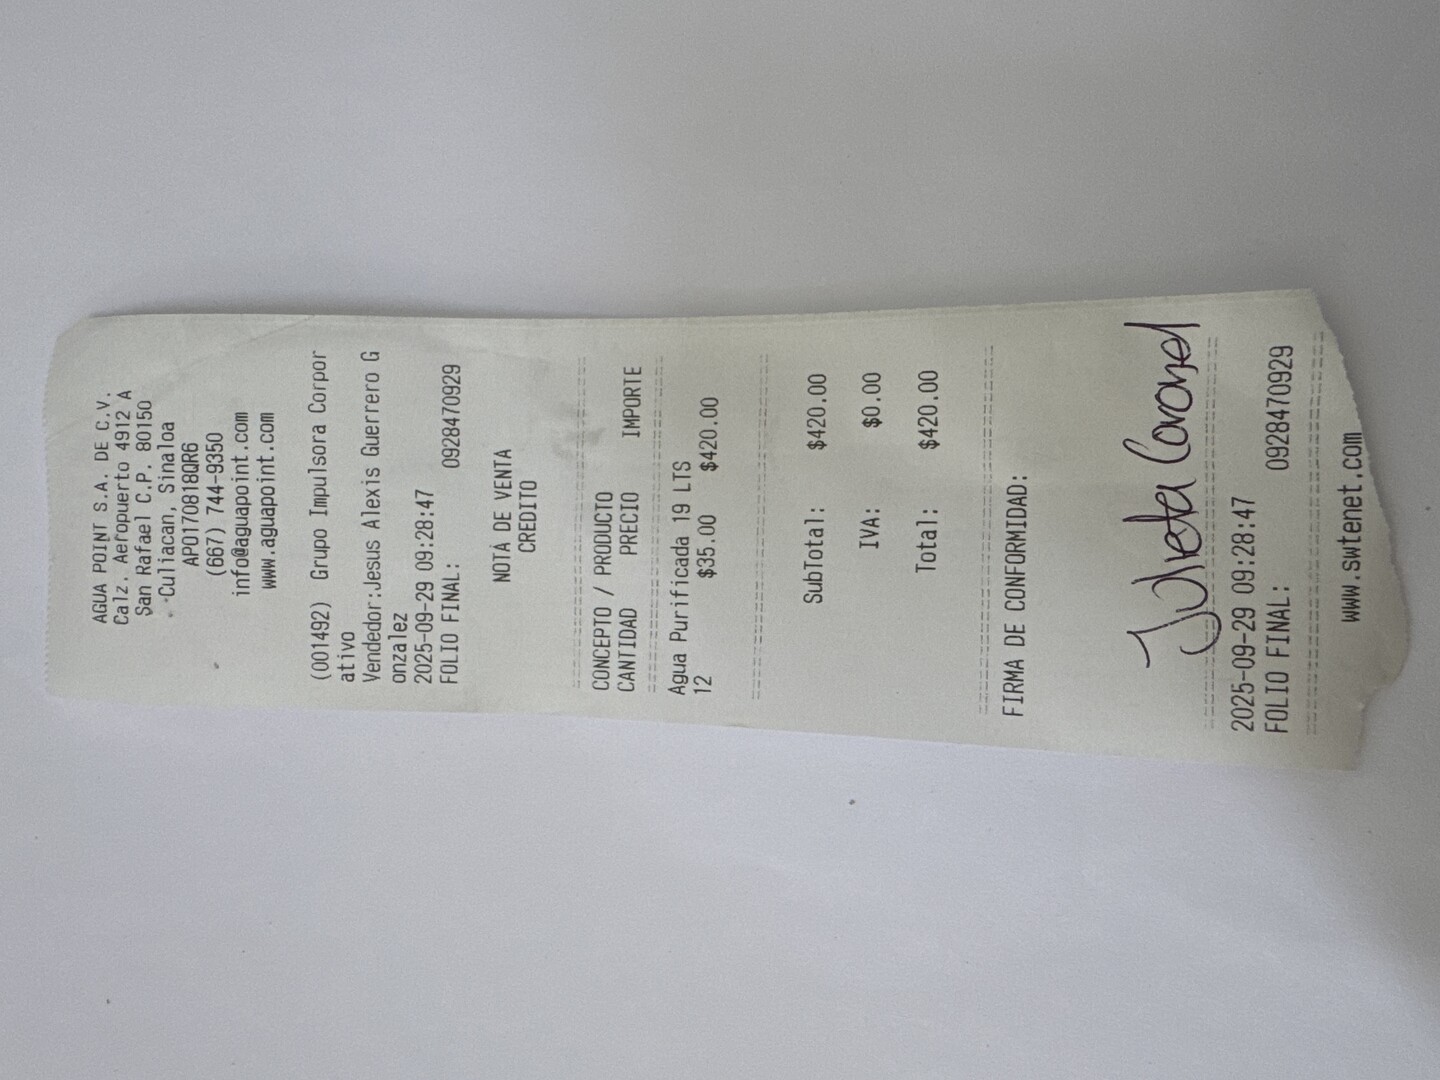 AGUA POINT S.A. DE C.V.
Calz. Aeropuerto 4912 A
San Rafael C.P. 80150
Culiacan, Sinaloa
APO170818QR6
(667) 744-9350
info@aguapoint.com
www.aguapoint.com
(001492) Grupo Impulsora Corpor
ativo
Vendedor:Jesus Alexis Guerrero G
onzalez
2025-09-29 09:28:47
FOLIO FINAL: 0928470929
NOTA DE VENTA
CREDITO
CONCEPTO / PRODUCTO
CANTIDAD PRECIO IMPORTE
Agua Purificada 19 LTS
12 $35.00 $420.00
SubTotal: $420.00
IVA: $0.00
Total: $420.00
FIRMA DE CONFORMIDAD:
Julieta Coronel
2025-09-29 09:28:47
FOLIO FINAL: 0928470929
www.swtenet.com